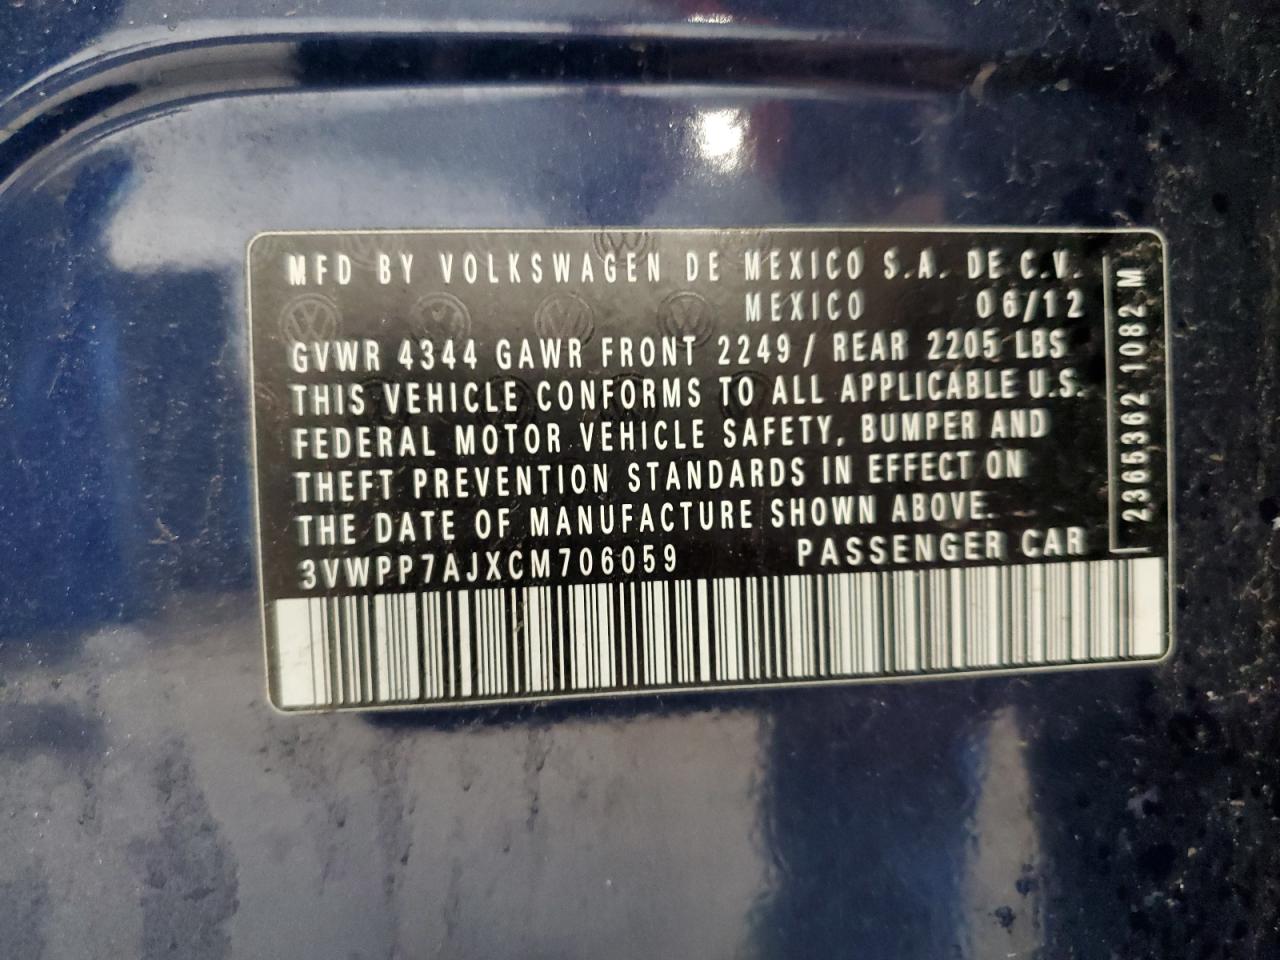 MFD BY VOLKSWAGEN DE MEXICO S.A. DE C.V.
MEXICO 06/12
GVWR 4344 GAWR FRONT 2249 / REAR 2205 LBS
THIS VEHICLE CONFORMS TO ALL APPLICABLE U.S.
FEDERAL MOTOR VEHICLE SAFETY, BUMPER AND
THEFT PREVENTION STANDARDS IN EFFECT ON
THE DATE OF MANUFACTURE SHOWN ABOVE.
3VWPP7AJXCM706059 PASSENGER CAR
2365362 1082 M